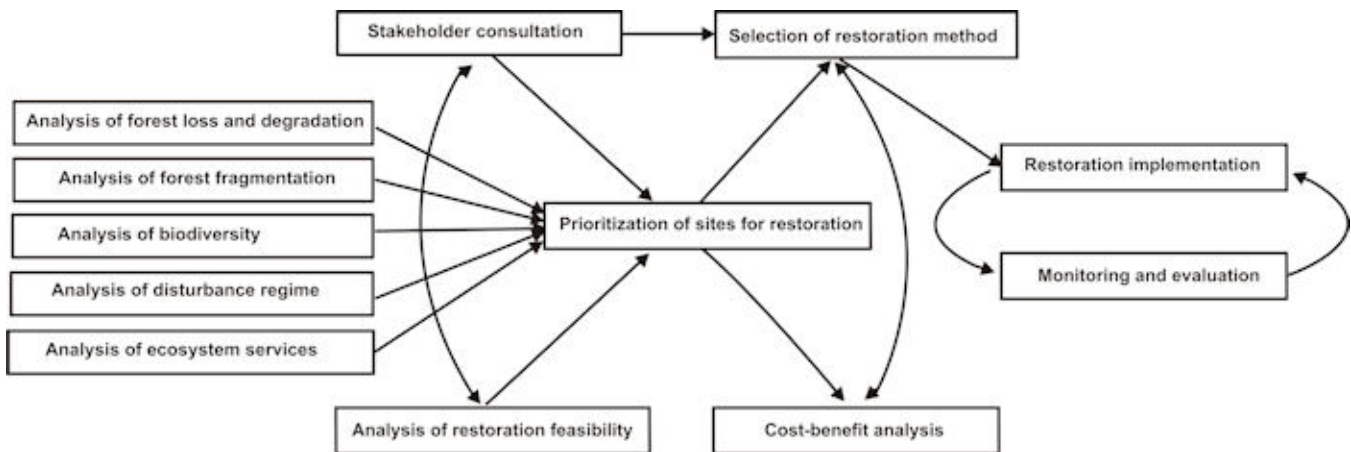 Stakeholder consultation
Selection of restoration method
Analysis of forest loss and degradation
Analysis of forest fragmentation
Analysis of biodiversity
Analysis of disturbance regime
Analysis of ecosystem services
Prioritization of sites for restoration
Restoration implementation
Monitoring and evaluation
Analysis of restoration feasibility
Cost-benefit analysis